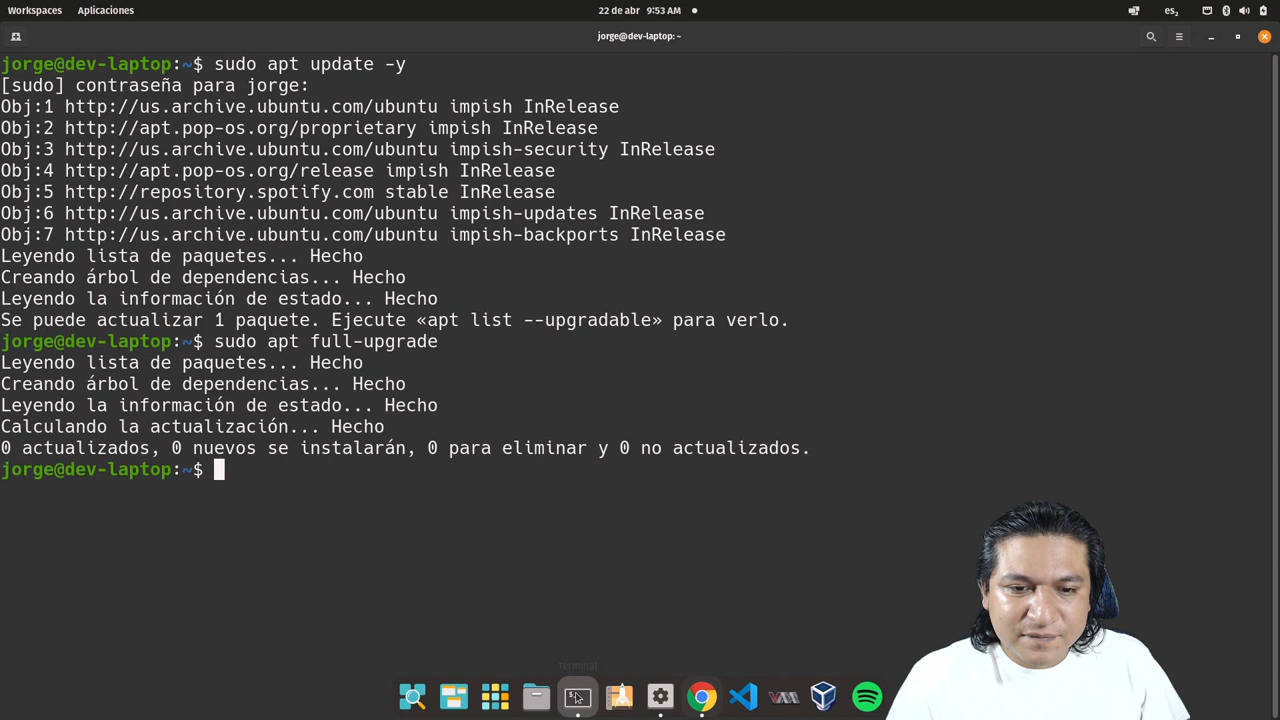 Workspaces Aplicaciones 22 de abr 9:53 AM es2
jorge@dev-laptop: ~
jorge@dev-laptop:~$ sudo apt update -y
[sudo] contraseña para jorge:
Obj:1 http://us.archive.ubuntu.com/ubuntu impish InRelease
Obj:2 http://apt.pop-os.org/proprietary impish InRelease
Obj:3 http://us.archive.ubuntu.com/ubuntu impish-security InRelease
Obj:4 http://apt.pop-os.org/release impish InRelease
Obj:5 http://repository.spotify.com stable InRelease
Obj:6 http://us.archive.ubuntu.com/ubuntu impish-updates InRelease
Obj:7 http://us.archive.ubuntu.com/ubuntu impish-backports InRelease
Leyendo lista de paquetes... Hecho
Creando árbol de dependencias... Hecho
Leyendo la información de estado... Hecho
Se puede actualizar 1 paquete. Ejecute «apt list --upgradable» para verlo.
jorge@dev-laptop:~$ sudo apt full-upgrade
Leyendo lista de paquetes... Hecho
Creando árbol de dependencias... Hecho
Leyendo la información de estado... Hecho
Calculando la actualización... Hecho
0 actualizados, 0 nuevos se instalarán, 0 para eliminar y 0 no actualizados.
jorge@dev-laptop:~$
Terminal